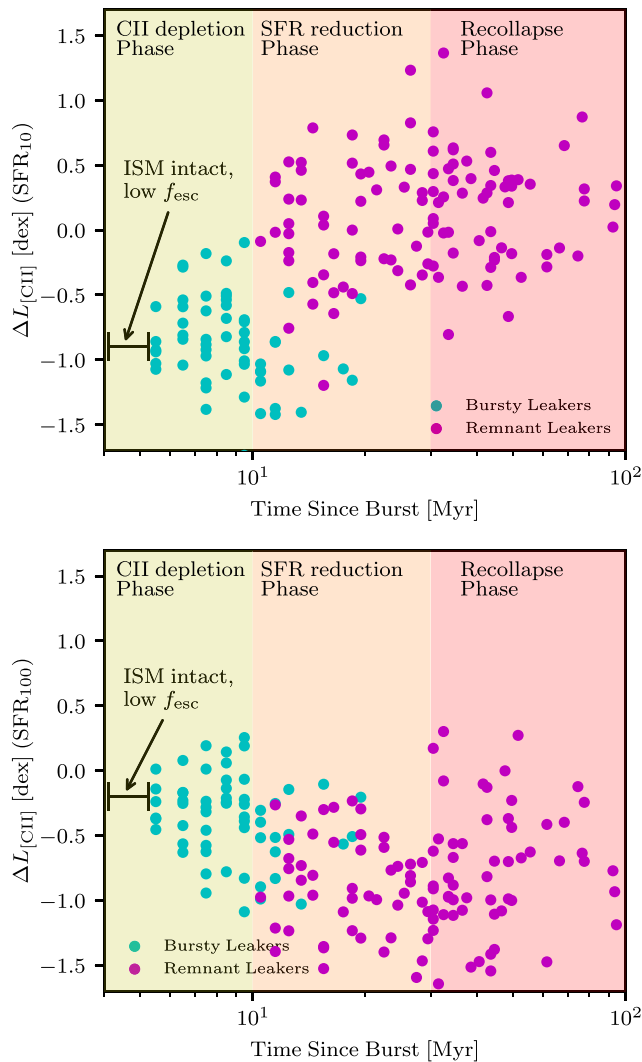 CII depletion Phase
SFR reduction Phase
Recollapse Phase
1.5
1.0
0.5
0.0
−0.5
−1.0
−1.5
ΔL[CII] [dex] (SFR10)
ISM intact,
low fesc
Bursty Leakers
Remnant Leakers
10¹
10²
Time Since Burst [Myr]
CII depletion Phase
SFR reduction Phase
Recollapse Phase
1.5
1.0
0.5
0.0
−0.5
−1.0
−1.5
ΔL[CII] [dex] (SFR100)
ISM intact,
low fesc
Bursty Leakers
Remnant Leakers
10¹
10²
Time Since Burst [Myr]